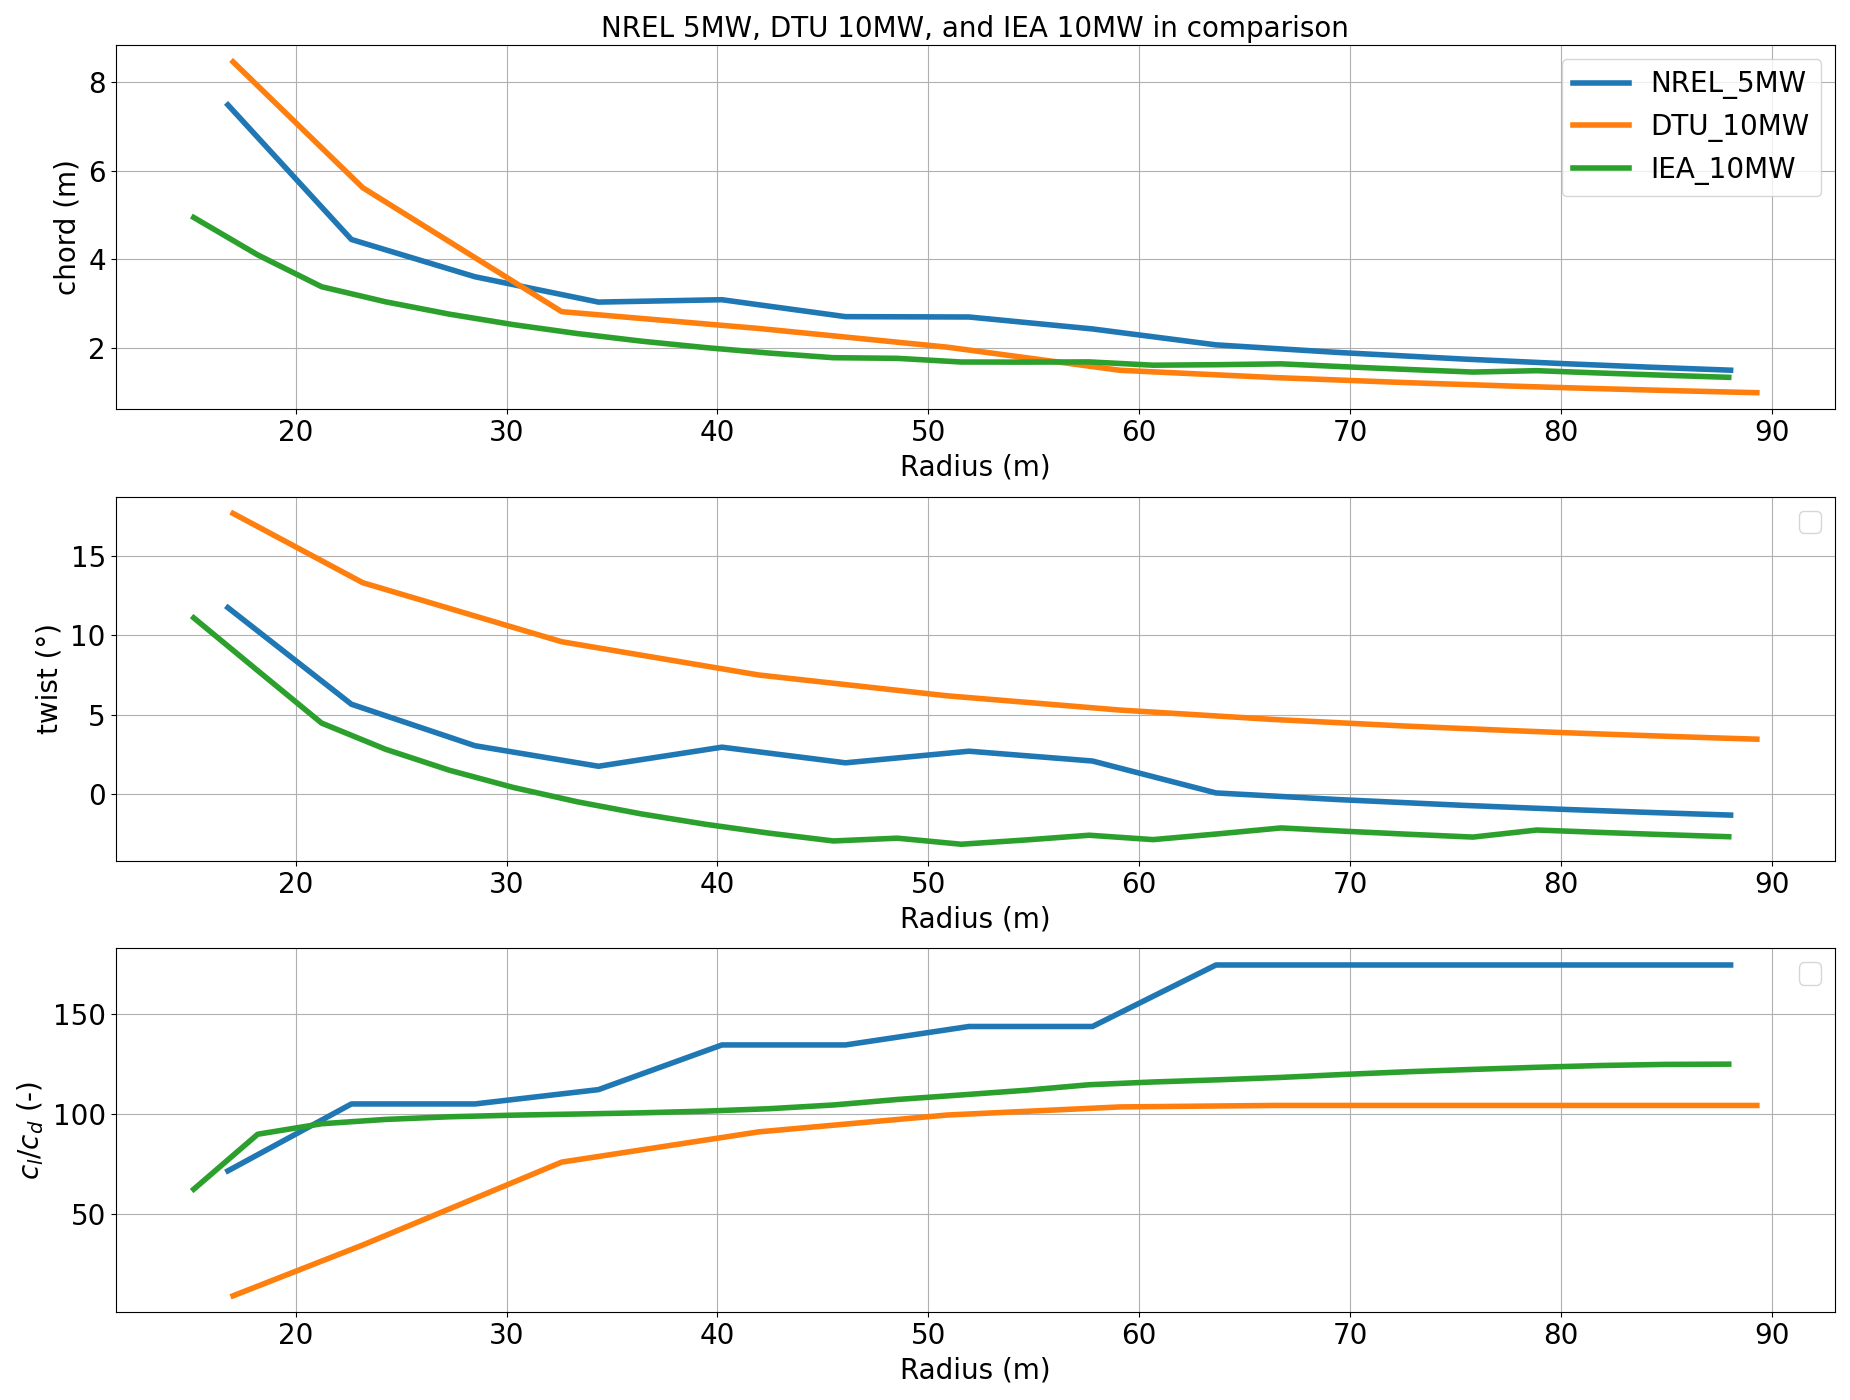 NREL 5MW, DTU 10MW, and IEA 10MW in comparison
chord (m)
8
6
4
2
NREL_5MW
DTU_10MW
IEA_10MW
20 30 40 50 60 70 80 90
Radius (m)
twist (°)
15
10
5
0
20 30 40 50 60 70 80 90
Radius (m)
c_l/c_d (-)
150
100
50
20 30 40 50 60 70 80 90
Radius (m)